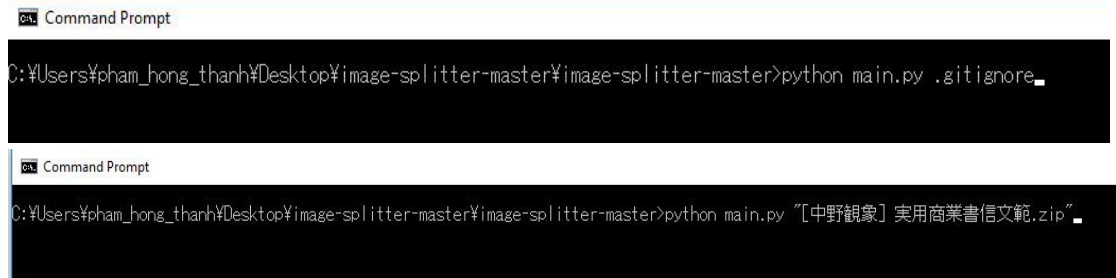 Command Prompt
C:¥Users¥pham_hong_thanh¥Desktop¥image-splitter-master¥image-splitter-master>python main.py .gitignore
Command Prompt
C:¥Users¥pham_hong_thanh¥Desktop¥image-splitter-master¥image-splitter-master>python main.py "[中野観象] 実用商業書信文範.zip"